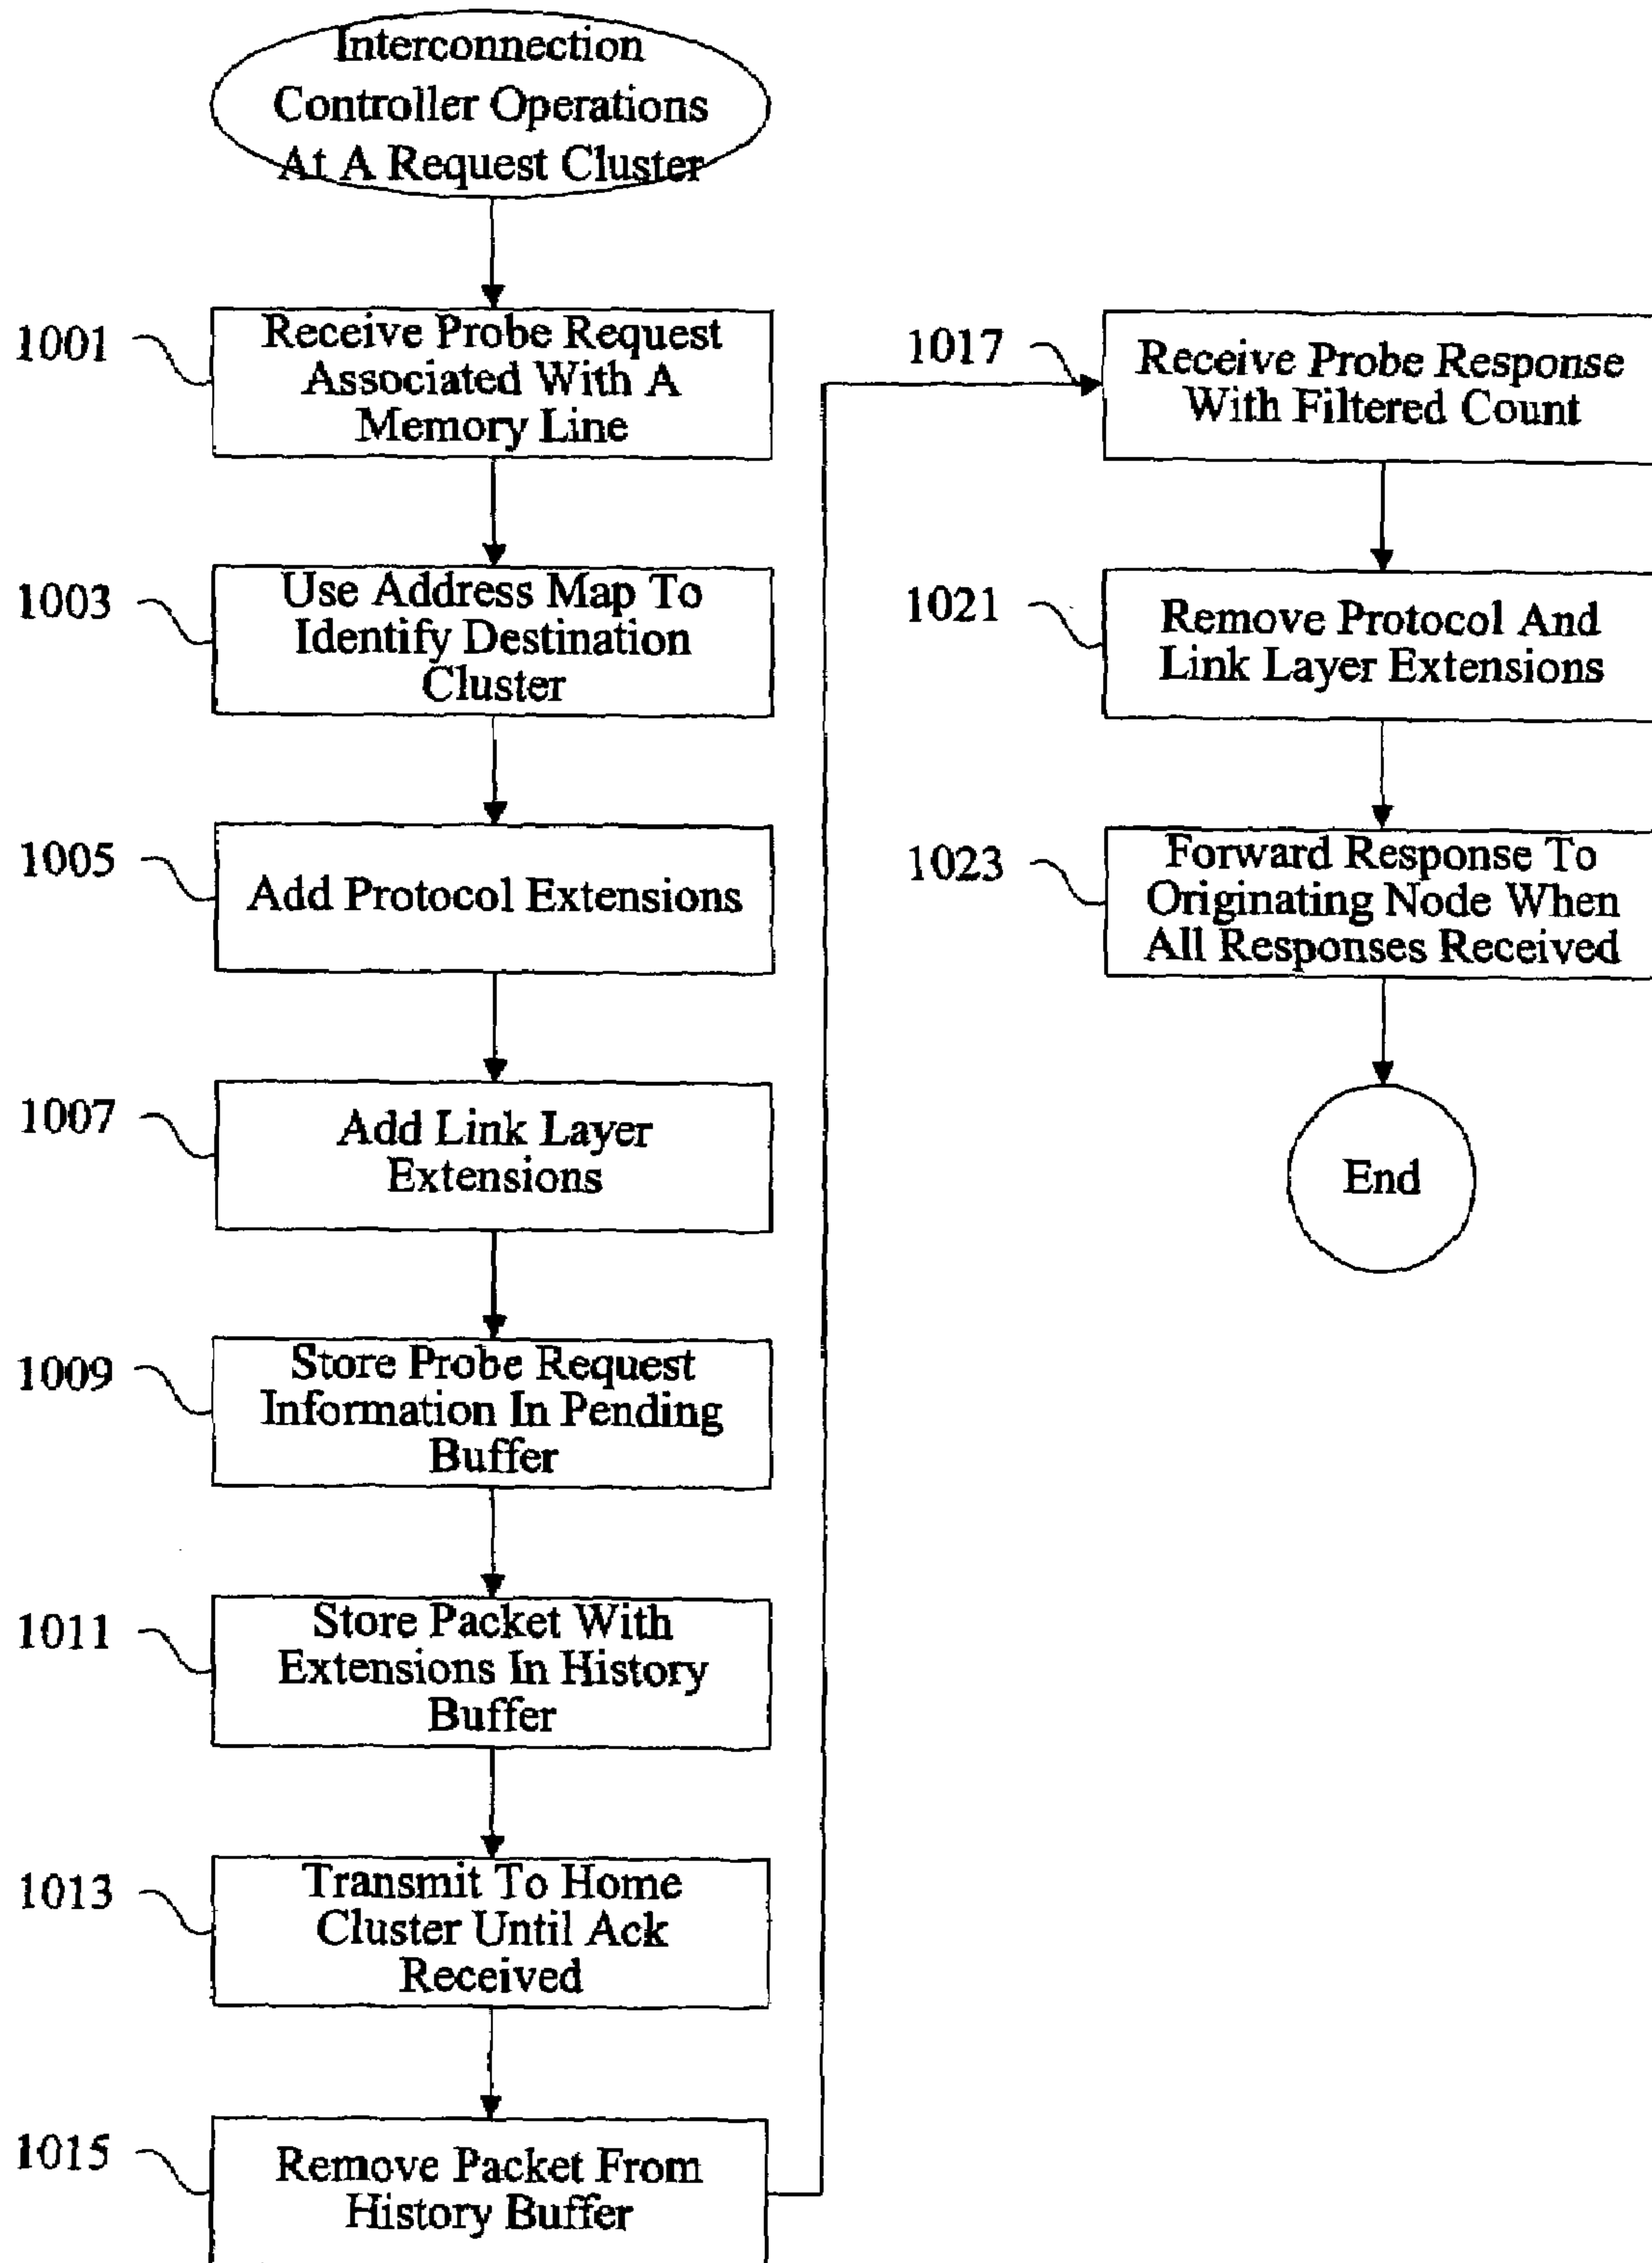 Interconnection
Controller Operations
At A Request Cluster
1001
Receive Probe Request
Associated With A
Memory Line
1003
Use Address Map To
Identify Destination
Cluster
1005
Add Protocol Extensions
1007
Add Link Layer
Extensions
1009
Store Probe Request
Information In Pending
Buffer
1011
Store Packet With
Extensions In History
Buffer
1013
Transmit To Home
Cluster Until Ack
Received
1015
Remove Packet From
History Buffer
1017
Receive Probe Response
With Filtered Count
1021
Remove Protocol And
Link Layer Extensions
1023
Forward Response To
Originating Node When
All Responses Received
End